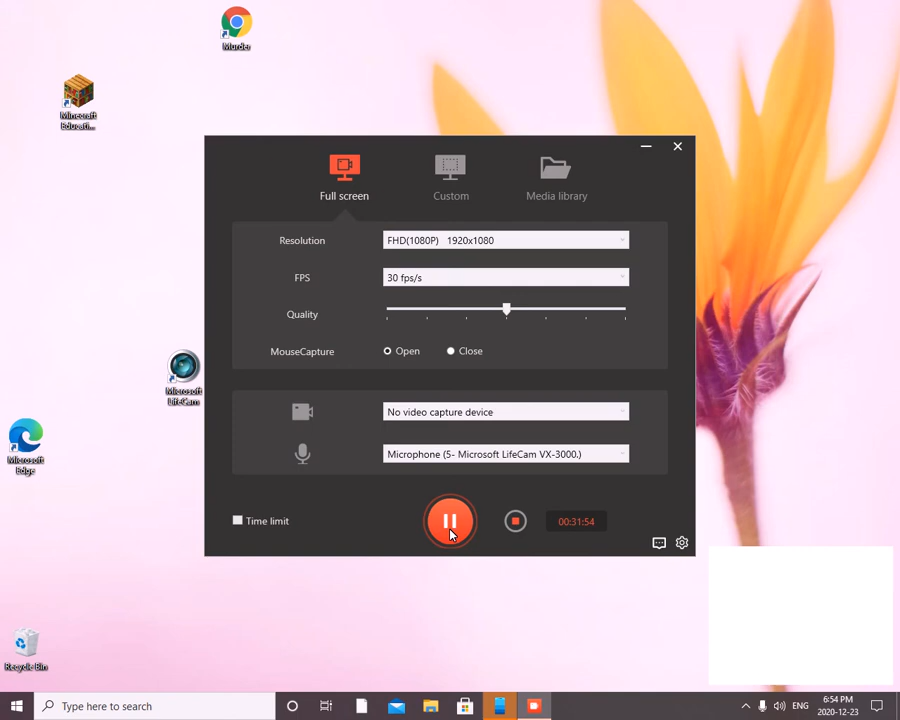 Murder
Minecraft
Educati...
Full screen
Custom
Media library
Resolution
FHD(1080P) 1920x1080
FPS
30 fps/s
Quality
MouseCapture
Open
Close
Microsoft
LifeCam
No video capture device
Microsoft
Edge
Microphone (5- Microsoft LifeCam VX-3000.)
Time limit
00:31:54
Recycle Bin
Type here to search
ENG
6:54 PM
2020-12-23